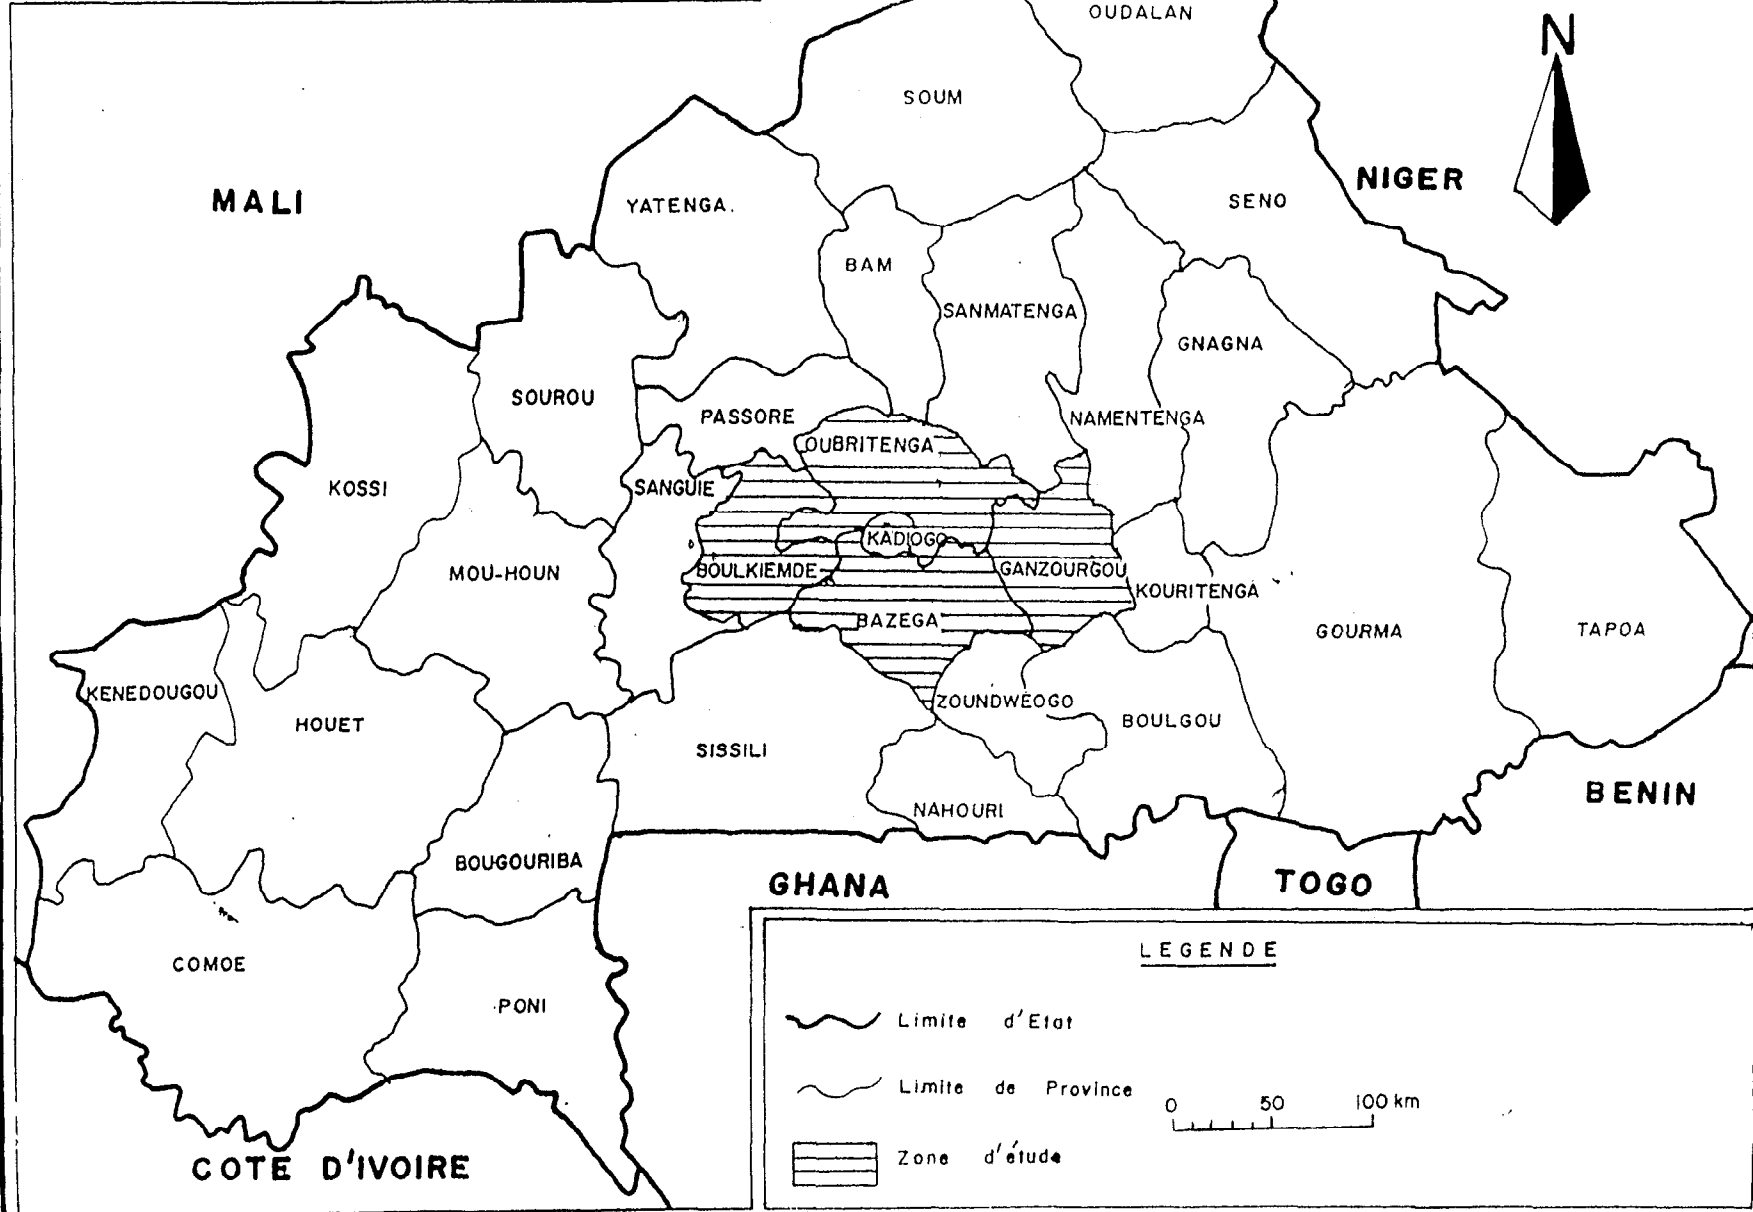 OUDALAN
N
SOUM
NIGER
MALI
SENO
YATENGA.
BAM
SANMATENGA
GNAGNA
SOUROU
PASSORE
NAMENTENGA
OUBRITENGA
KOSSI
SANGUIE
KADIOGO
MOU-HOUN
BOULKIEMDE
GANZOURGOU
KOURITENGA
BAZEGA
GOURMA
TAPOA
KENEDOUGOU
ZOUNDWEOGO
HOUET
BOULGOU
SISSILI
BENIN
NAHOURI
BOUGOURIBA
GHANA
TOGO
LEGENDE
COMOE
PONI
Limite d'Etat
Limite de Province
0 50 100 km
Zone d'étude
COTE D'IVOIRE